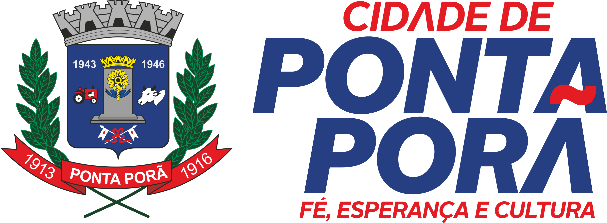 1943 1946
1913 PONTA PORÃ 1916
CIDADE DE
PONTA
PORÃ
FÉ, ESPERANÇA E CULTURA